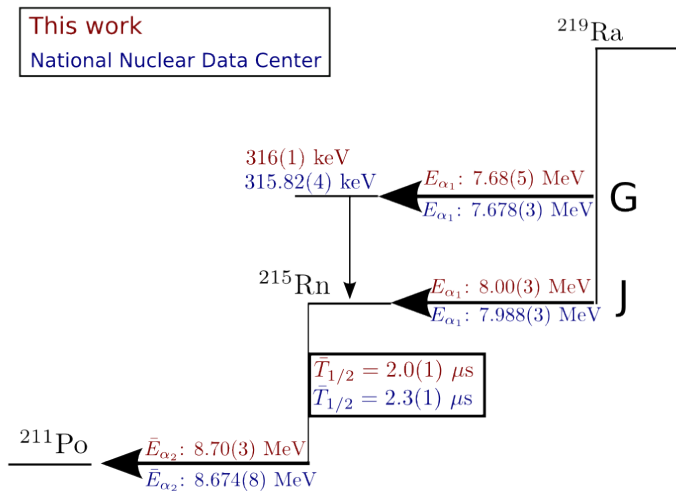 This work
National Nuclear Data Center
²¹⁹Ra
316(1) keV
315.82(4) keV
E_α₁: 7.68(5) MeV
E_α₁: 7.678(3) MeV
G
²¹⁵Rn
E_α₁: 8.00(3) MeV
E_α₁: 7.988(3) MeV
J
T̄₁/₂ = 2.0(1) μs
T̄₁/₂ = 2.3(1) μs
²¹¹Po
Ē_α₂: 8.70(3) MeV
Ē_α₂: 8.674(8) MeV